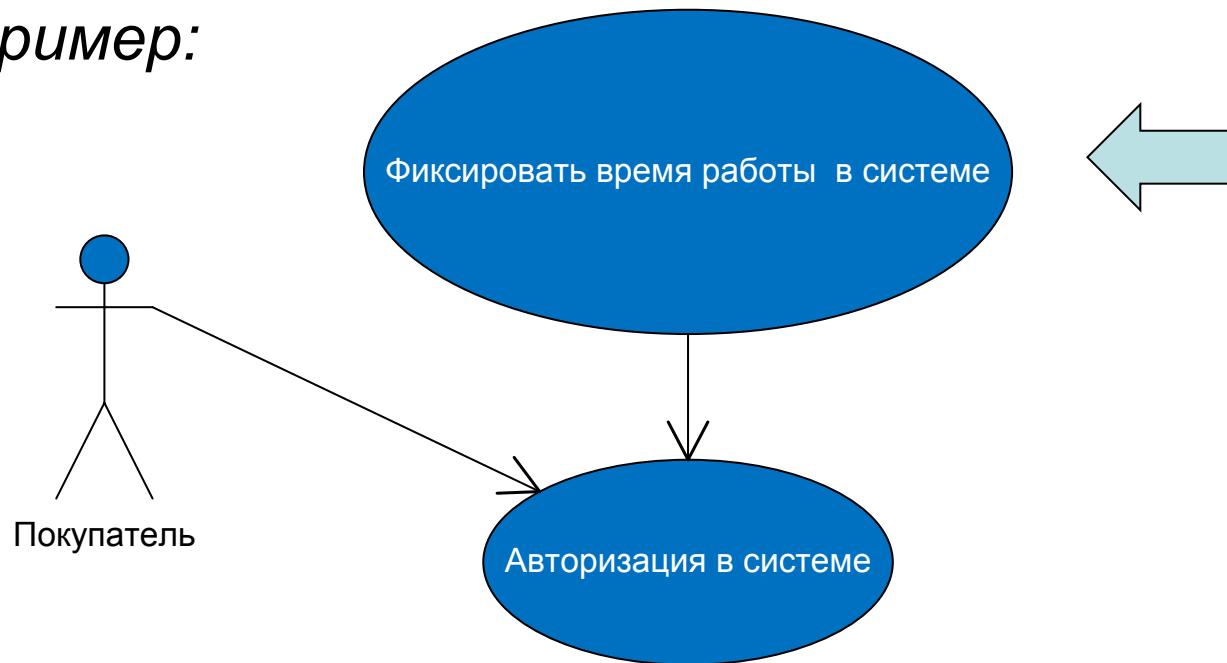 ример:
Фиксировать время работы в системе
Покупатель
Авторизация в системе